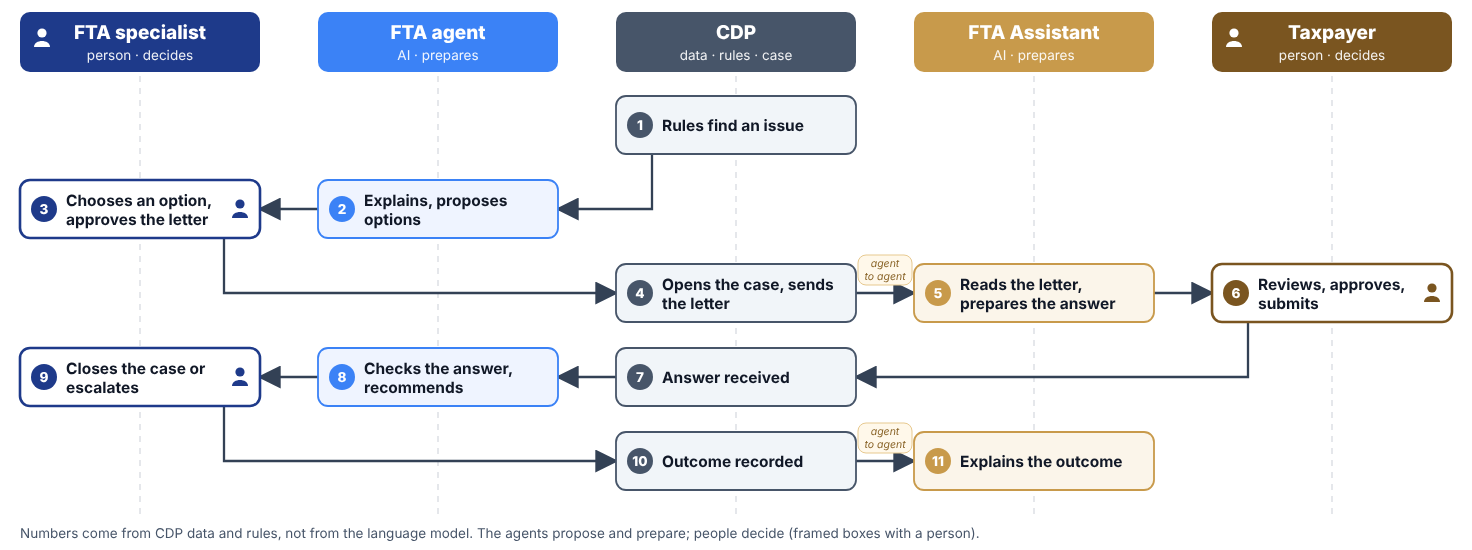 FTA specialist
person · decides
FTA agent
AI · prepares
CDP
data · rules · case
FTA Assistant
AI · prepares
Taxpayer
person · decides
1
Rules find an issue
3
Chooses an option,
approves the letter
2
Explains, proposes
options
4
Opens the case, sends
the letter
agent
to agent
5
Reads the letter,
prepares the answer
6
Reviews, approves,
submits
9
Closes the case or
escalates
8
Checks the answer,
recommends
7
Answer received
10
Outcome recorded
agent
to agent
11
Explains the outcome
Numbers come from CDP data and rules, not from the language model. The agents propose and prepare; people decide (framed boxes with a person).